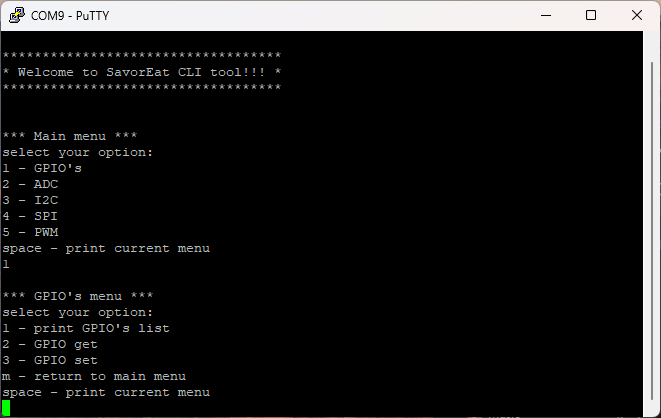 COM9 - PuTTY
***********************************
* Welcome to SavorEat CLI tool!!! *
***********************************
*** Main menu ***
select your option:
1 - GPIO's
2 - ADC
3 - I2C
4 - SPI
5 - PWM
space - print current menu
1
*** GPIO's menu ***
select your option:
1 - print GPIO's list
2 - GPIO get
3 - GPIO set
m - return to main menu
space - print current menu